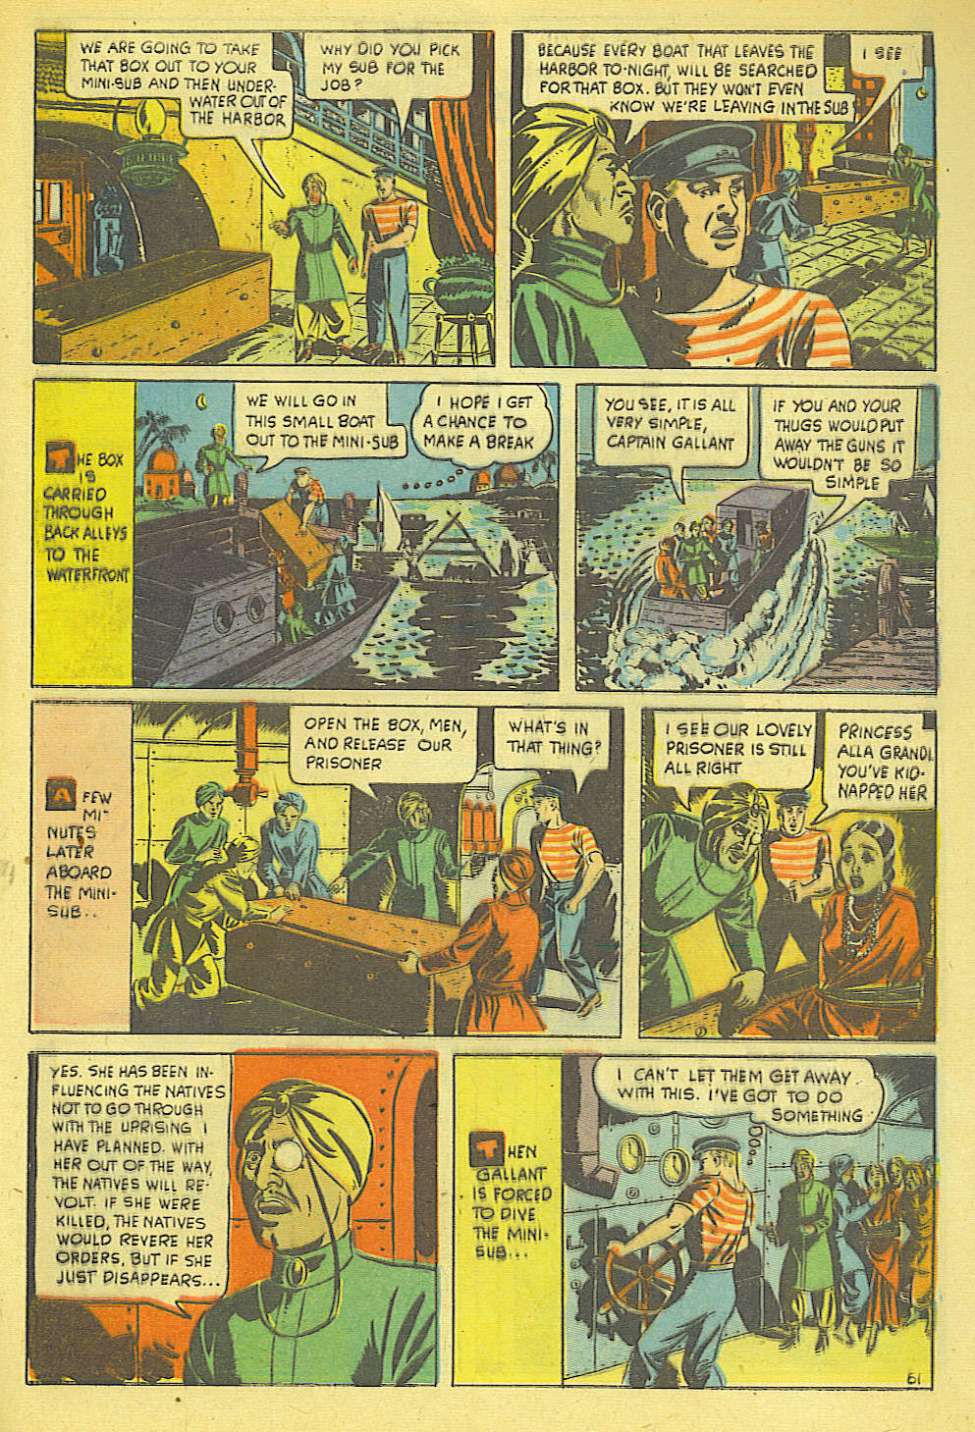 WE ARE GOING TO TAKE
THAT BOX OUT TO YOUR
MINI-SUB AND THEN UNDER-
WATER OUT OF
THE HARBOR
WHY DID YOU PICK
MY SUB FOR THE
JOB?
BECAUSE EVERY BOAT THAT LEAVES THE
HARBOR TO-NIGHT, WILL BE SEARCHED
FOR THAT BOX. BUT THEY WON'T EVEN
KNOW WE'RE LEAVING IN THE SUB
I SEE
THE BOX
IS
CARRIED
THROUGH
BACK ALLEYS
TO THE
WATERFRONT
WE WILL GO IN
THIS SMALL BOAT
OUT TO THE MINI-SUB
I HOPE I GET
A CHANCE TO
MAKE A BREAK
YOU SEE, IT IS ALL
VERY SIMPLE,
CAPTAIN GALLANT
IF YOU AND YOUR
THUGS WOULD PUT
AWAY THE GUNS IT
WOULDN'T BE SO
SIMPLE
A FEW
MI-
NUTES
LATER
ABOARD
THE MINI-
SUB..
OPEN THE BOX, MEN,
AND RELEASE OUR
PRISONER
WHAT'S IN
THAT THING?
I SEE OUR LOVELY
PRISONER IS STILL
ALL RIGHT
PRINCESS
ALLA GRANDI.
YOU'VE KID-
NAPPED HER
YES. SHE HAS BEEN IN-
FLUENCING THE NATIVES
NOT TO GO THROUGH
WITH THE UPRISING I
HAVE PLANNED. WITH
HER OUT OF THE WAY,
THE NATIVES WILL RE-
VOLT. IF SHE WERE
KILLED, THE NATIVES
WOULD REVERE HER
ORDERS, BUT IF SHE
JUST DISAPPEARS...
THEN
GALLANT
IS FORCED
TO DIVE
THE MINI-
SUB...
I CAN'T LET THEM GET AWAY
WITH THIS. I'VE GOT TO DO
SOMETHING
61